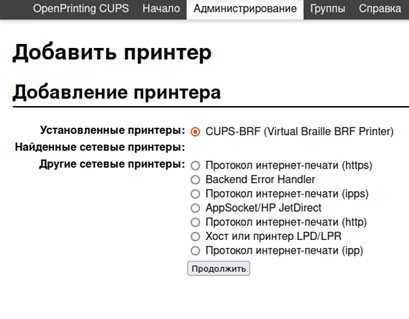 OpenPrinting CUPS Начало Администрирование Группы Справка
Добавить принтер
Добавление принтера
Установленные принтеры: CUPS-BRF (Virtual Braille BRF Printer)
Найденные сетевые принтеры:
Другие сетевые принтеры: Протокол интернет-печати (https)
Backend Error Handler
Протокол интернет-печати (ipps)
AppSocket/HP JetDirect
Протокол интернет-печати (http)
Хост или принтер LPD/LPR
Протокол интернет-печати (ipp)
Продолжить